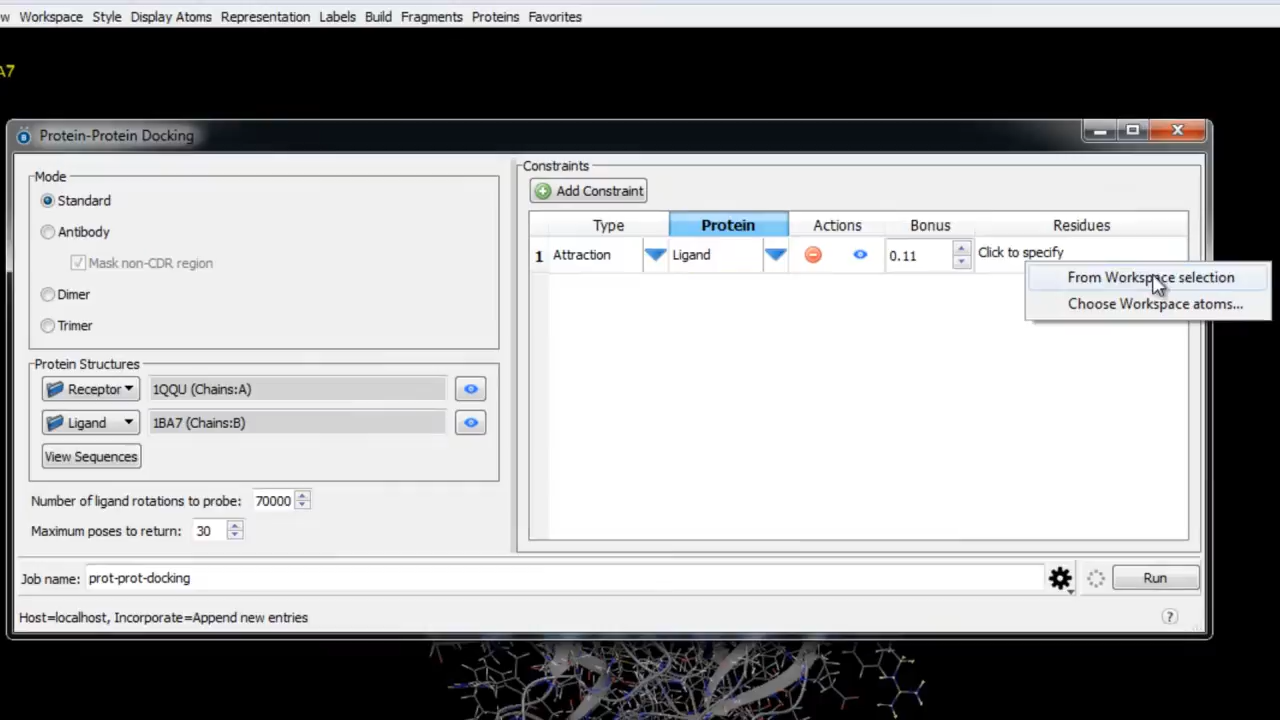 w Workspace Style Display Atoms Representation Labels Build Fragments Proteins Favorites
A7
Protein-Protein Docking
Mode
Standard
Antibody
Mask non-CDR region
Dimer
Trimer
Protein Structures
Receptor 1QQU (Chains:A)
Ligand 1BA7 (Chains:B)
View Sequences
Number of ligand rotations to probe: 70000
Maximum poses to return: 30
Constraints
Add Constraint
Type Protein Actions Bonus Residues
1 Attraction Ligand 0.11 Click to specify
From Workspace selection
Choose Workspace atoms...
Job name: prot-prot-docking
Run
Host=localhost, Incorporate=Append new entries
?